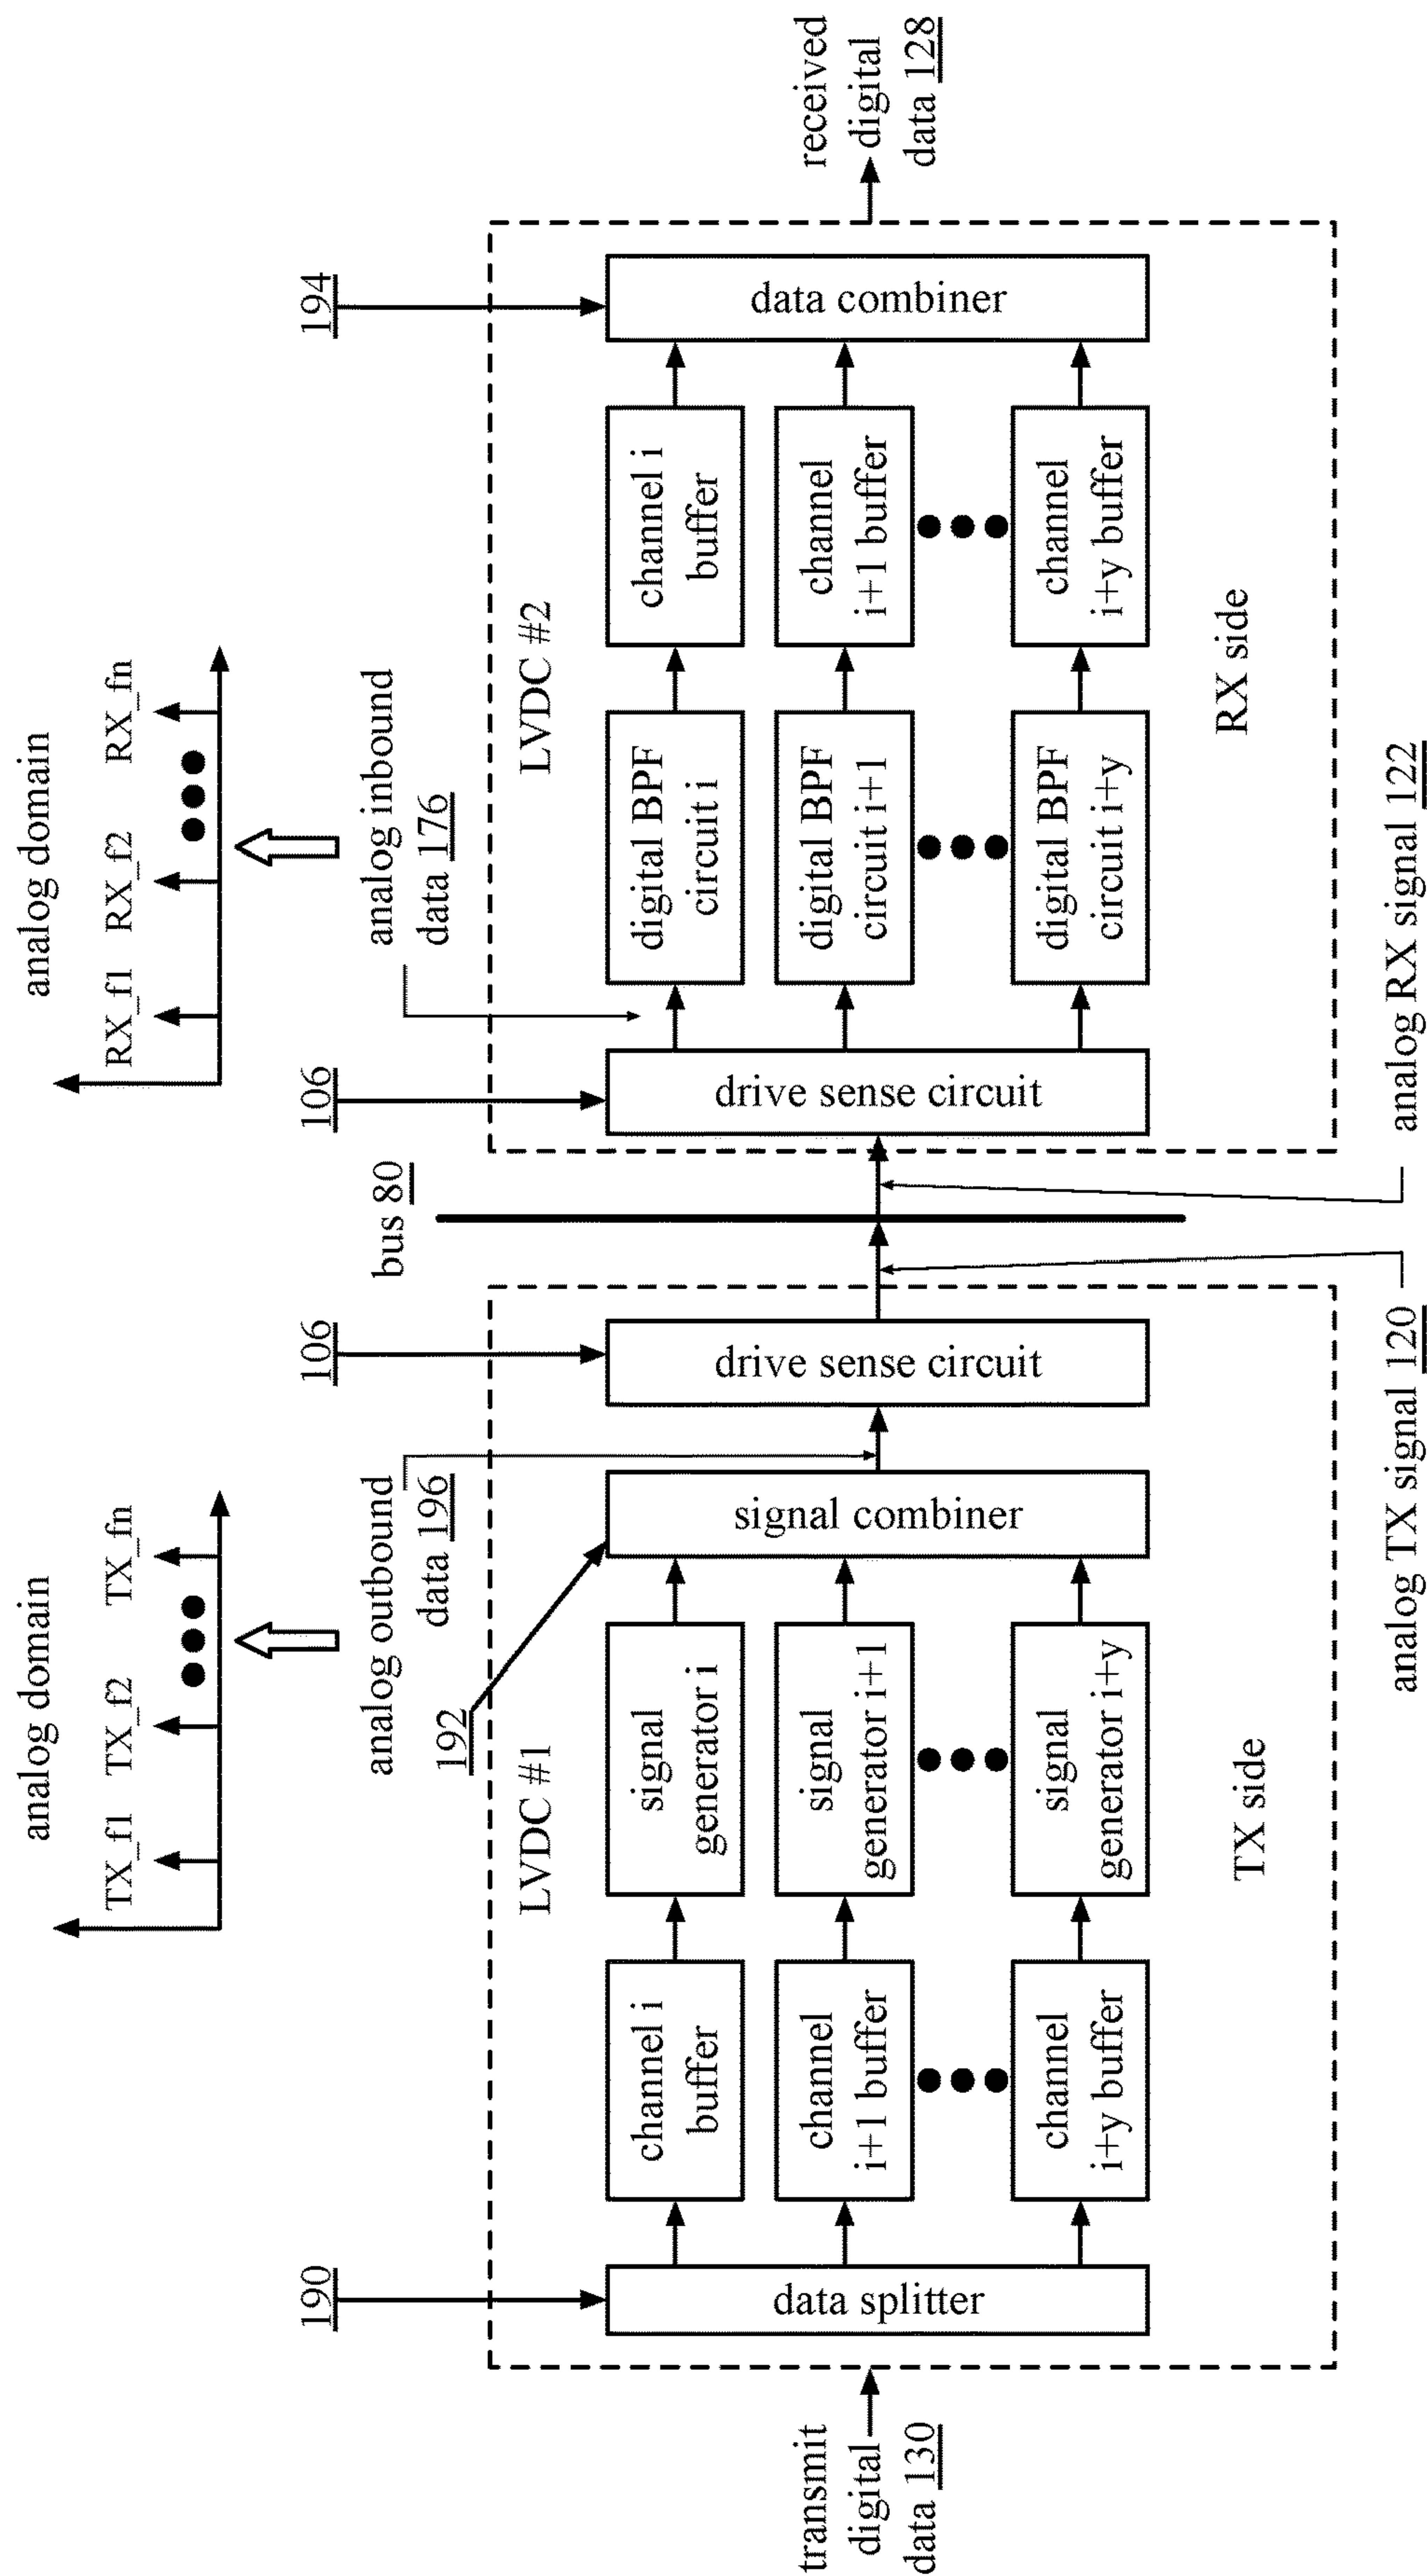 analog domain
TX_f1 TX_f2 TX_fn
analog domain
RX_f1 RX_f2 RX_fn
190
analog outbound
data 196
192
106
bus 80
106
analog inbound
data 176
194
LVDC #1
LVDC #2
transmit
digital
data 130
data splitter
channel i
buffer
signal
generator i
channel
i+1 buffer
signal
generator i+1
channel
i+y buffer
signal
generator i+y
signal combiner
drive sense circuit
drive sense circuit
digital BPF
circuit i
channel i
buffer
digital BPF
circuit i+1
channel
i+1 buffer
digital BPF
circuit i+y
channel
i+y buffer
data combiner
received
digital
data 128
TX side
RX side
analog TX signal 120
analog RX signal 122